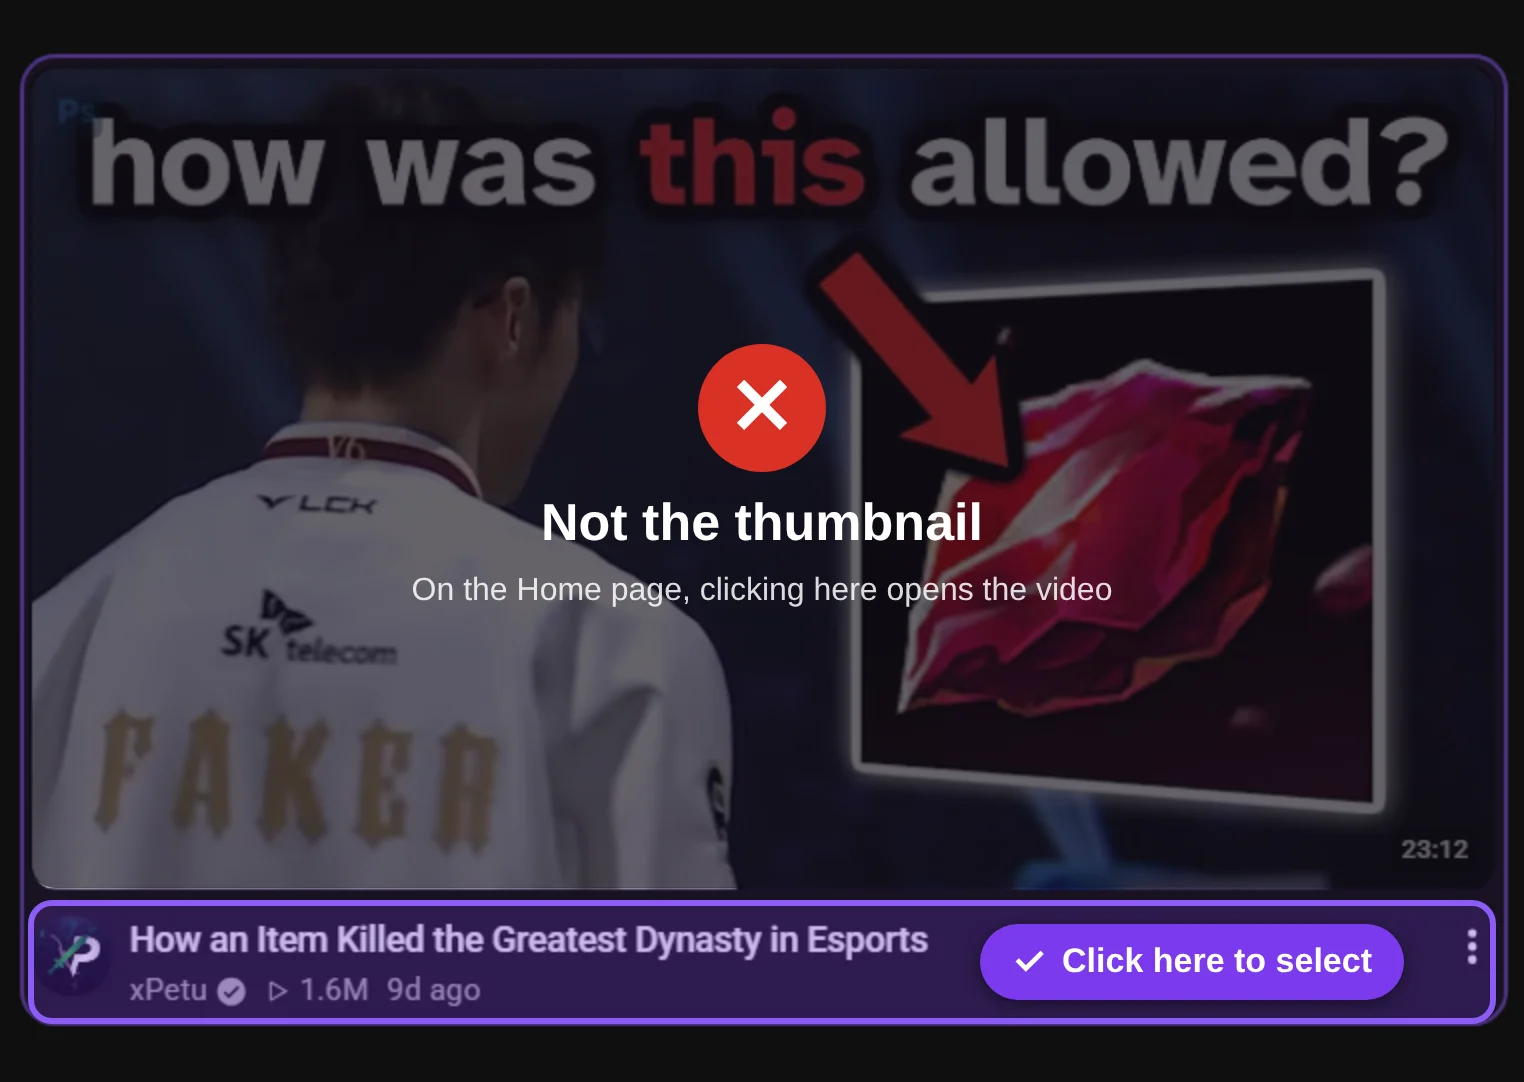 Ps
how was this allowed?
V6
LCK
Not the thumbnail
On the Home page, clicking here opens the video
SK telecom
FAKER
23:12
How an Item Killed the Greatest Dynasty in Esports
Click here to select
xPetu 1.6M 9d ago